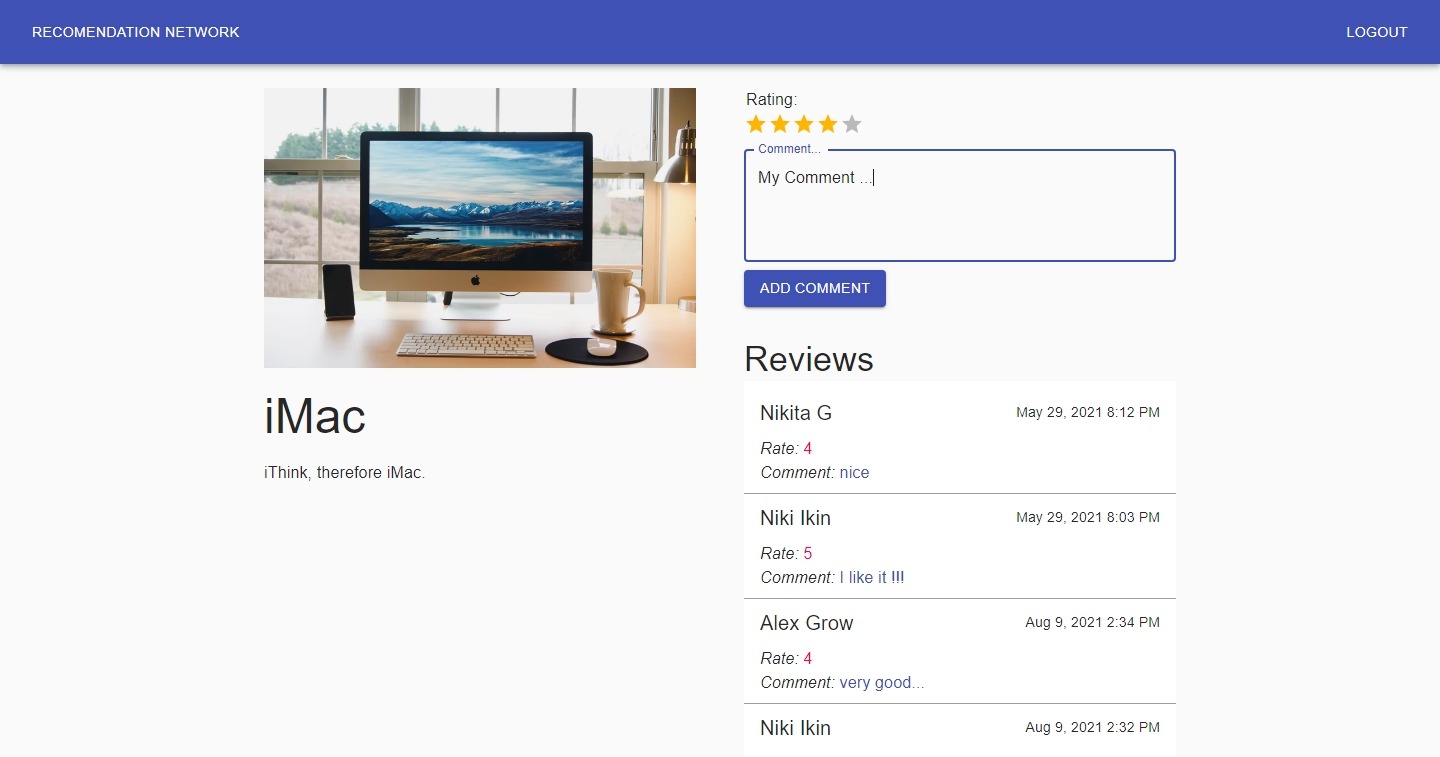 RECOMENDATION NETWORK
LOGOUT
iMac
iThink, therefore iMac.
Rating:
Comment...
My Comment ...
ADD COMMENT
Reviews
Nikita G May 29, 2021 8:12 PM
Rate: 4
Comment: nice
Niki Ikin May 29, 2021 8:03 PM
Rate: 5
Comment: I like it !!!
Alex Grow Aug 9, 2021 2:34 PM
Rate: 4
Comment: very good...
Niki Ikin Aug 9, 2021 2:32 PM